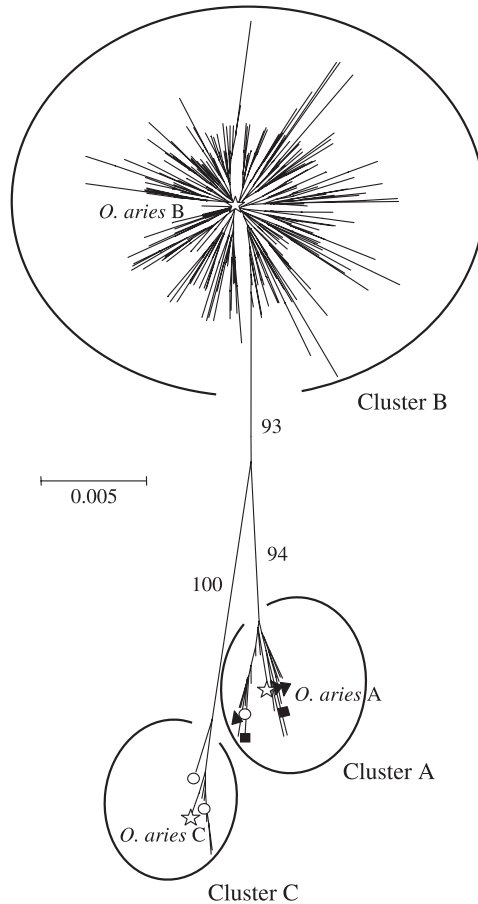 O. aries B
Cluster B
93
0.005
94
100
O. aries A
Cluster A
O. aries C
Cluster C